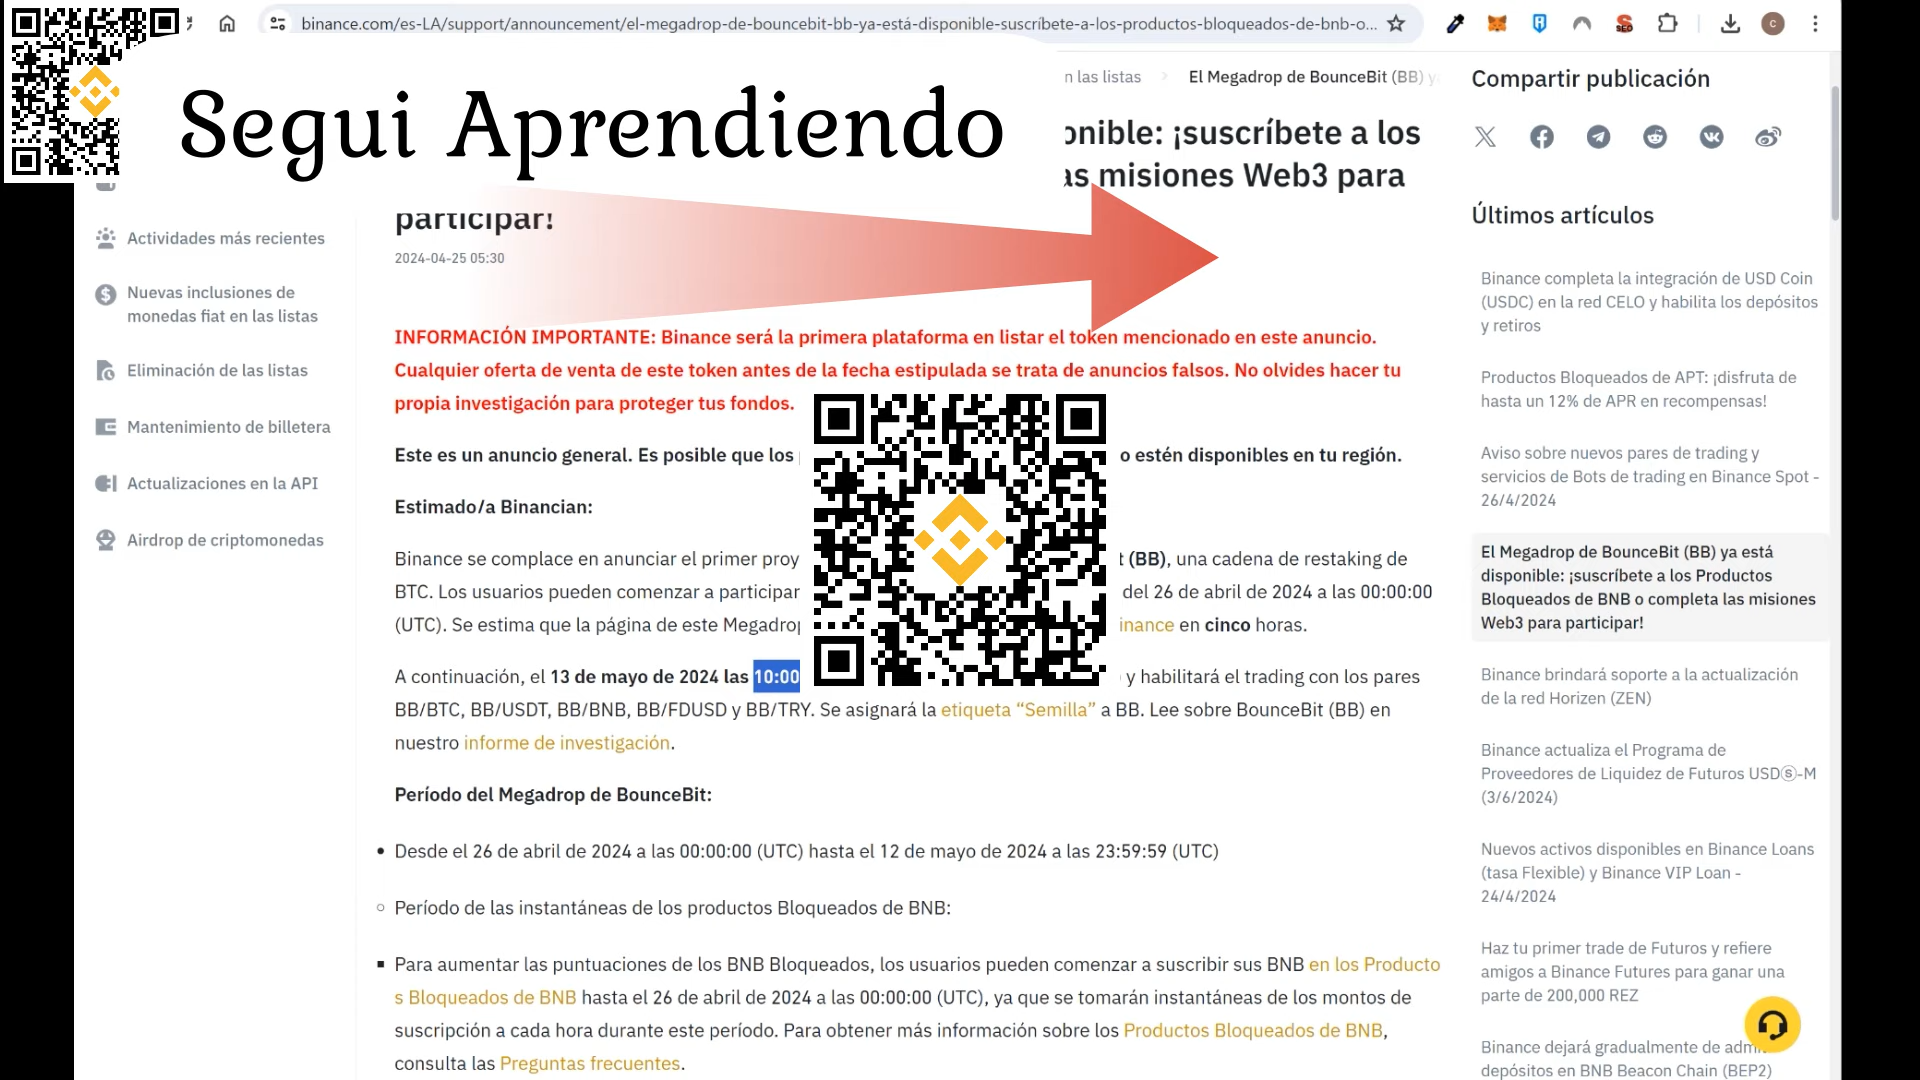 binance.com/es-LA/support/announcement/el-megadrop-de-bouncebit-bb-ya-está-disponible-suscríbete-a-los-productos-bloqueados-de-bnb-o...
Segui Aprendiendo
n las listas
El Megadrop de BounceBit (BB) y
onible: ¡suscríbete a los
as misiones Web3 para
participar!
2024-04-25 05:30
Actividades más recientes
Nuevas inclusiones de
monedas fiat en las listas
Eliminación de las listas
Mantenimiento de billetera
Actualizaciones en la API
Airdrop de criptomonedas
INFORMACIÓN IMPORTANTE: Binance será la primera plataforma en listar el token mencionado en este anuncio.
Cualquier oferta de venta de este token antes de la fecha estipulada se trata de anuncios falsos. No olvides hacer tu
propia investigación para proteger tus fondos.
Este es un anuncio general. Es posible que los o estén disponibles en tu región.
Estimado/a Binancian:
Binance se complace en anunciar el primer proy t (BB), una cadena de restaking de
BTC. Los usuarios pueden comenzar a participar del 26 de abril de 2024 a las 00:00:00
(UTC). Se estima que la página de este Megadrop inance en cinco horas.
A continuación, el 13 de mayo de 2024 las 10:00 y habilitará el trading con los pares
BB/BTC, BB/USDT, BB/BNB, BB/FDUSD y BB/TRY. Se asignará la etiqueta “Semilla” a BB. Lee sobre BounceBit (BB) en
nuestro informe de investigación.
Período del Megadrop de BounceBit:
Desde el 26 de abril de 2024 a las 00:00:00 (UTC) hasta el 12 de mayo de 2024 a las 23:59:59 (UTC)
Período de las instantáneas de los productos Bloqueados de BNB:
Para aumentar las puntuaciones de los BNB Bloqueados, los usuarios pueden comenzar a suscribir sus BNB en los Producto
s Bloqueados de BNB hasta el 26 de abril de 2024 a las 00:00:00 (UTC), ya que se tomarán instantáneas de los montos de
suscripción a cada hora durante este período. Para obtener más información sobre los Productos Bloqueados de BNB,
consulta las Preguntas frecuentes.
Compartir publicación
Últimos artículos
Binance completa la integración de USD Coin
(USDC) en la red CELO y habilita los depósitos
y retiros
Productos Bloqueados de APT: ¡disfruta de
hasta un 12% de APR en recompensas!
Aviso sobre nuevos pares de trading y
servicios de Bots de trading en Binance Spot -
26/4/2024
El Megadrop de BounceBit (BB) ya está
disponible: ¡suscríbete a los Productos
Bloqueados de BNB o completa las misiones
Web3 para participar!
Binance brindará soporte a la actualización
de la red Horizen (ZEN)
Binance actualiza el Programa de
Proveedores de Liquidez de Futuros USDⓈ-M
(3/6/2024)
Nuevos activos disponibles en Binance Loans
(tasa Flexible) y Binance VIP Loan -
24/4/2024
Haz tu primer trade de Futuros y refiere
amigos a Binance Futures para ganar una
parte de 200,000 REZ
Binance dejará gradualmente de adm
depósitos en BNB Beacon Chain (BEP2)